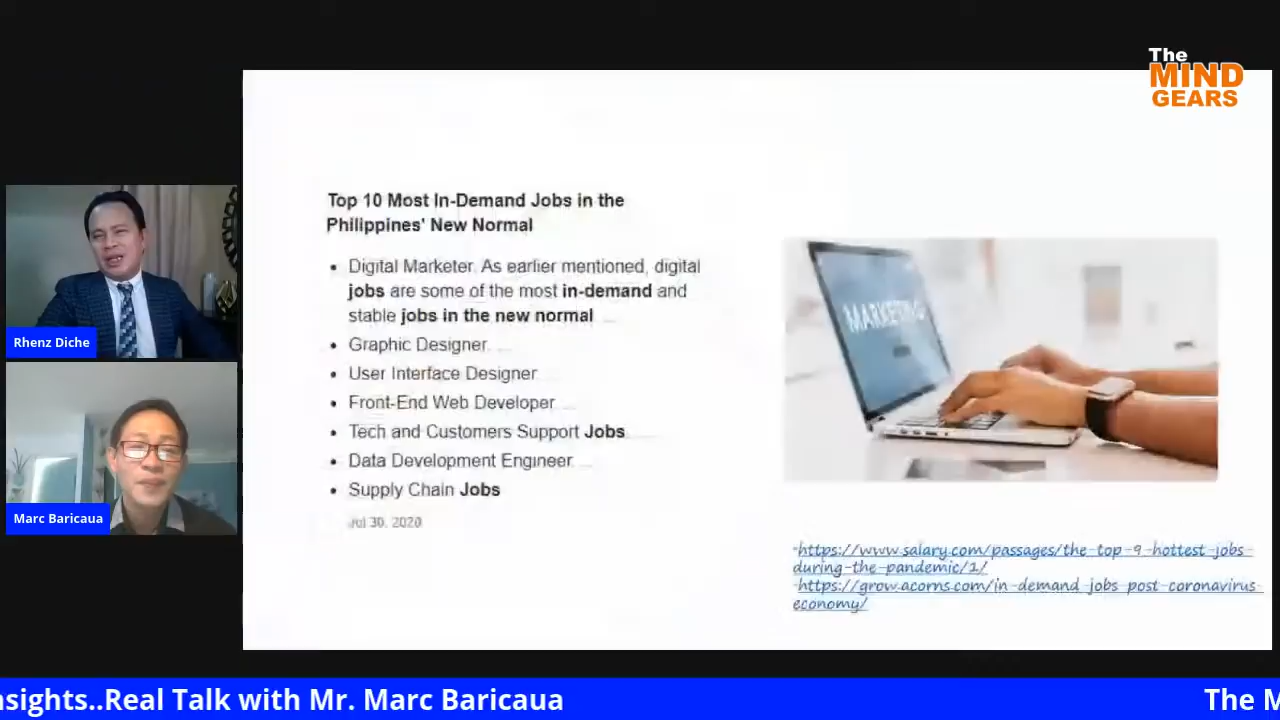 The
MIND
GEARS
Top 10 Most In-Demand Jobs in the
Philippines' New Normal
• Digital Marketer. As earlier mentioned, digital
jobs are some of the most in-demand and
stable jobs in the new normal ...
• Graphic Designer. ...
• User Interface Designer. ...
• Front-End Web Developer. ...
• Tech and Customers Support Jobs. ...
• Data Development Engineer. ...
• Supply Chain Jobs
Jul 30, 2020
MARKETING
-https://www.salary.com/passages/the-top-9-hottest-jobs-
during-the-pandemic/1/
-https://grow.acorns.com/in-demand-jobs-post-coronavirus-
economy/
Rhenz Diche
Marc Baricaua
nsights..Real Talk with Mr. Marc Baricaua
The M